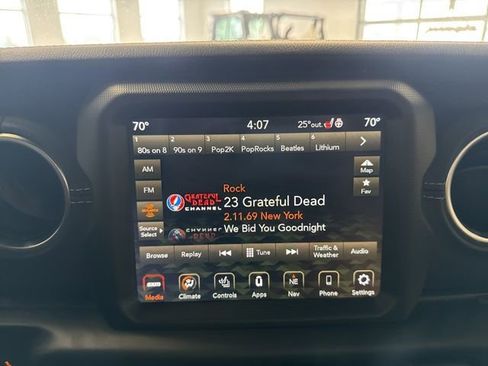 70° 4:07 25°out. 70°
1 2 3 4 5 6
80s on 8 90s on 9 Pop2K PopRocks Beatles Lithium
AM
Map
FM
Fav
Rock
GRATEFUL DEAD CHANNEL
23 Grateful Dead
2.11.69 New York
We Bid You Goodnight
Source Select
Browse Replay Tune Traffic & Weather Audio
Media Climate Controls Apps Nav Phone Settings